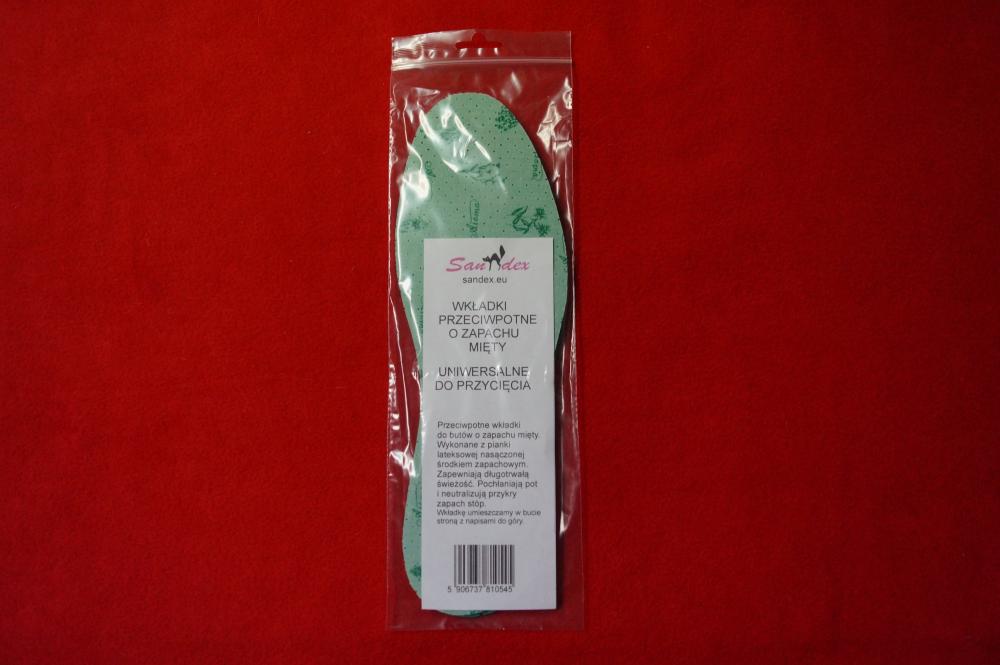 San dex
sandex.eu
WKŁADKI
PRZECIWPOTNE
O ZAPACHU
MIĘTY
UNIWERSALNE
DO PRZYCIĘCIA
Przeciwpotne wkładki
do butów o zapachu mięty.
Wykonane z pianki
lateksowej nasączonej
środkiem zapachowym.
Zapewniają długotrwałą
świeżość. Pochłaniają pot
i neutralizują przykry
zapach stóp.
Wkładkę umieszczamy w bucie
stroną z napisami do góry.
5 906737 810545